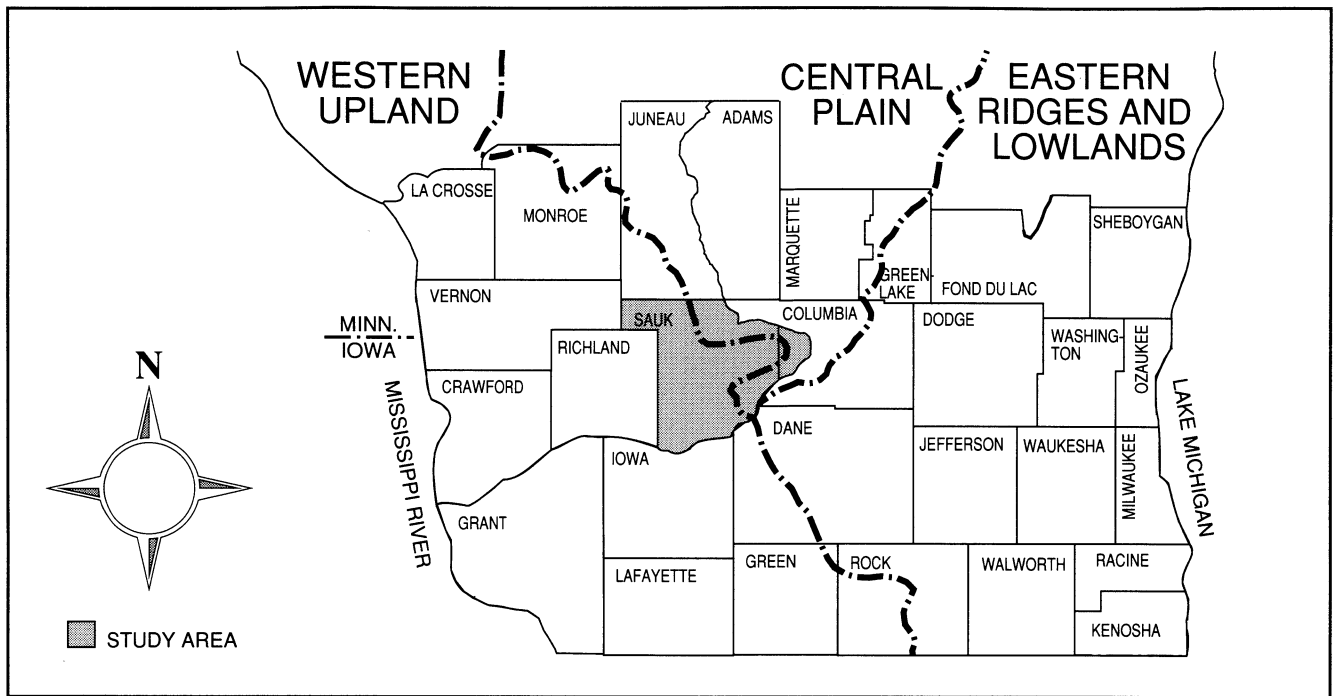 WESTERN
UPLAND
CENTRAL
PLAIN
EASTERN
RIDGES AND
LOWLANDS
JUNEAU
ADAMS
LA CROSSE
MONROE
MARQUETTE
GREEN-
LAKE
FOND DU LAC
SHEBOYGAN
VERNON
SAUK
COLUMBIA
DODGE
WASHING-
TON
OZAUKEE
MINN.
IOWA
RICHLAND
CRAWFORD
N
MISSISSIPPI RIVER
DANE
IOWA
JEFFERSON
WAUKESHA
MILWAUKEE
LAKE MICHIGAN
GRANT
LAFAYETTE
GREEN
ROCK
WALWORTH
RACINE
KENOSHA
STUDY AREA